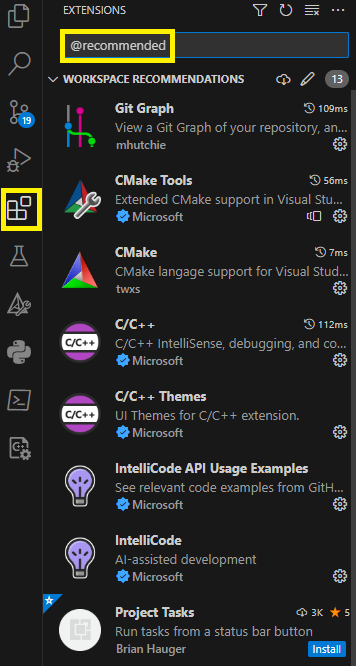 EXTENSIONS
@recommended
WORKSPACE RECOMMENDATIONS 13
Git Graph 109ms
View a Git Graph of your repository, an...
mhutchie
19
CMake Tools 56ms
Extended CMake support in Visual Stu...
Microsoft
CMake 7ms
CMake langage support for Visual Stud...
twxs
C/C++ C/C++ 112ms
C/C++ IntelliSense, debugging, and co...
Microsoft
C/C++ C/C++ Themes
UI Themes for C/C++ extension.
Microsoft
IntelliCode API Usage Examples
See relevant code examples from GitH...
Microsoft
IntelliCode
AI-assisted development
Microsoft
Project Tasks 3K 5
Run tasks from a status bar button
Brian Hauger Install